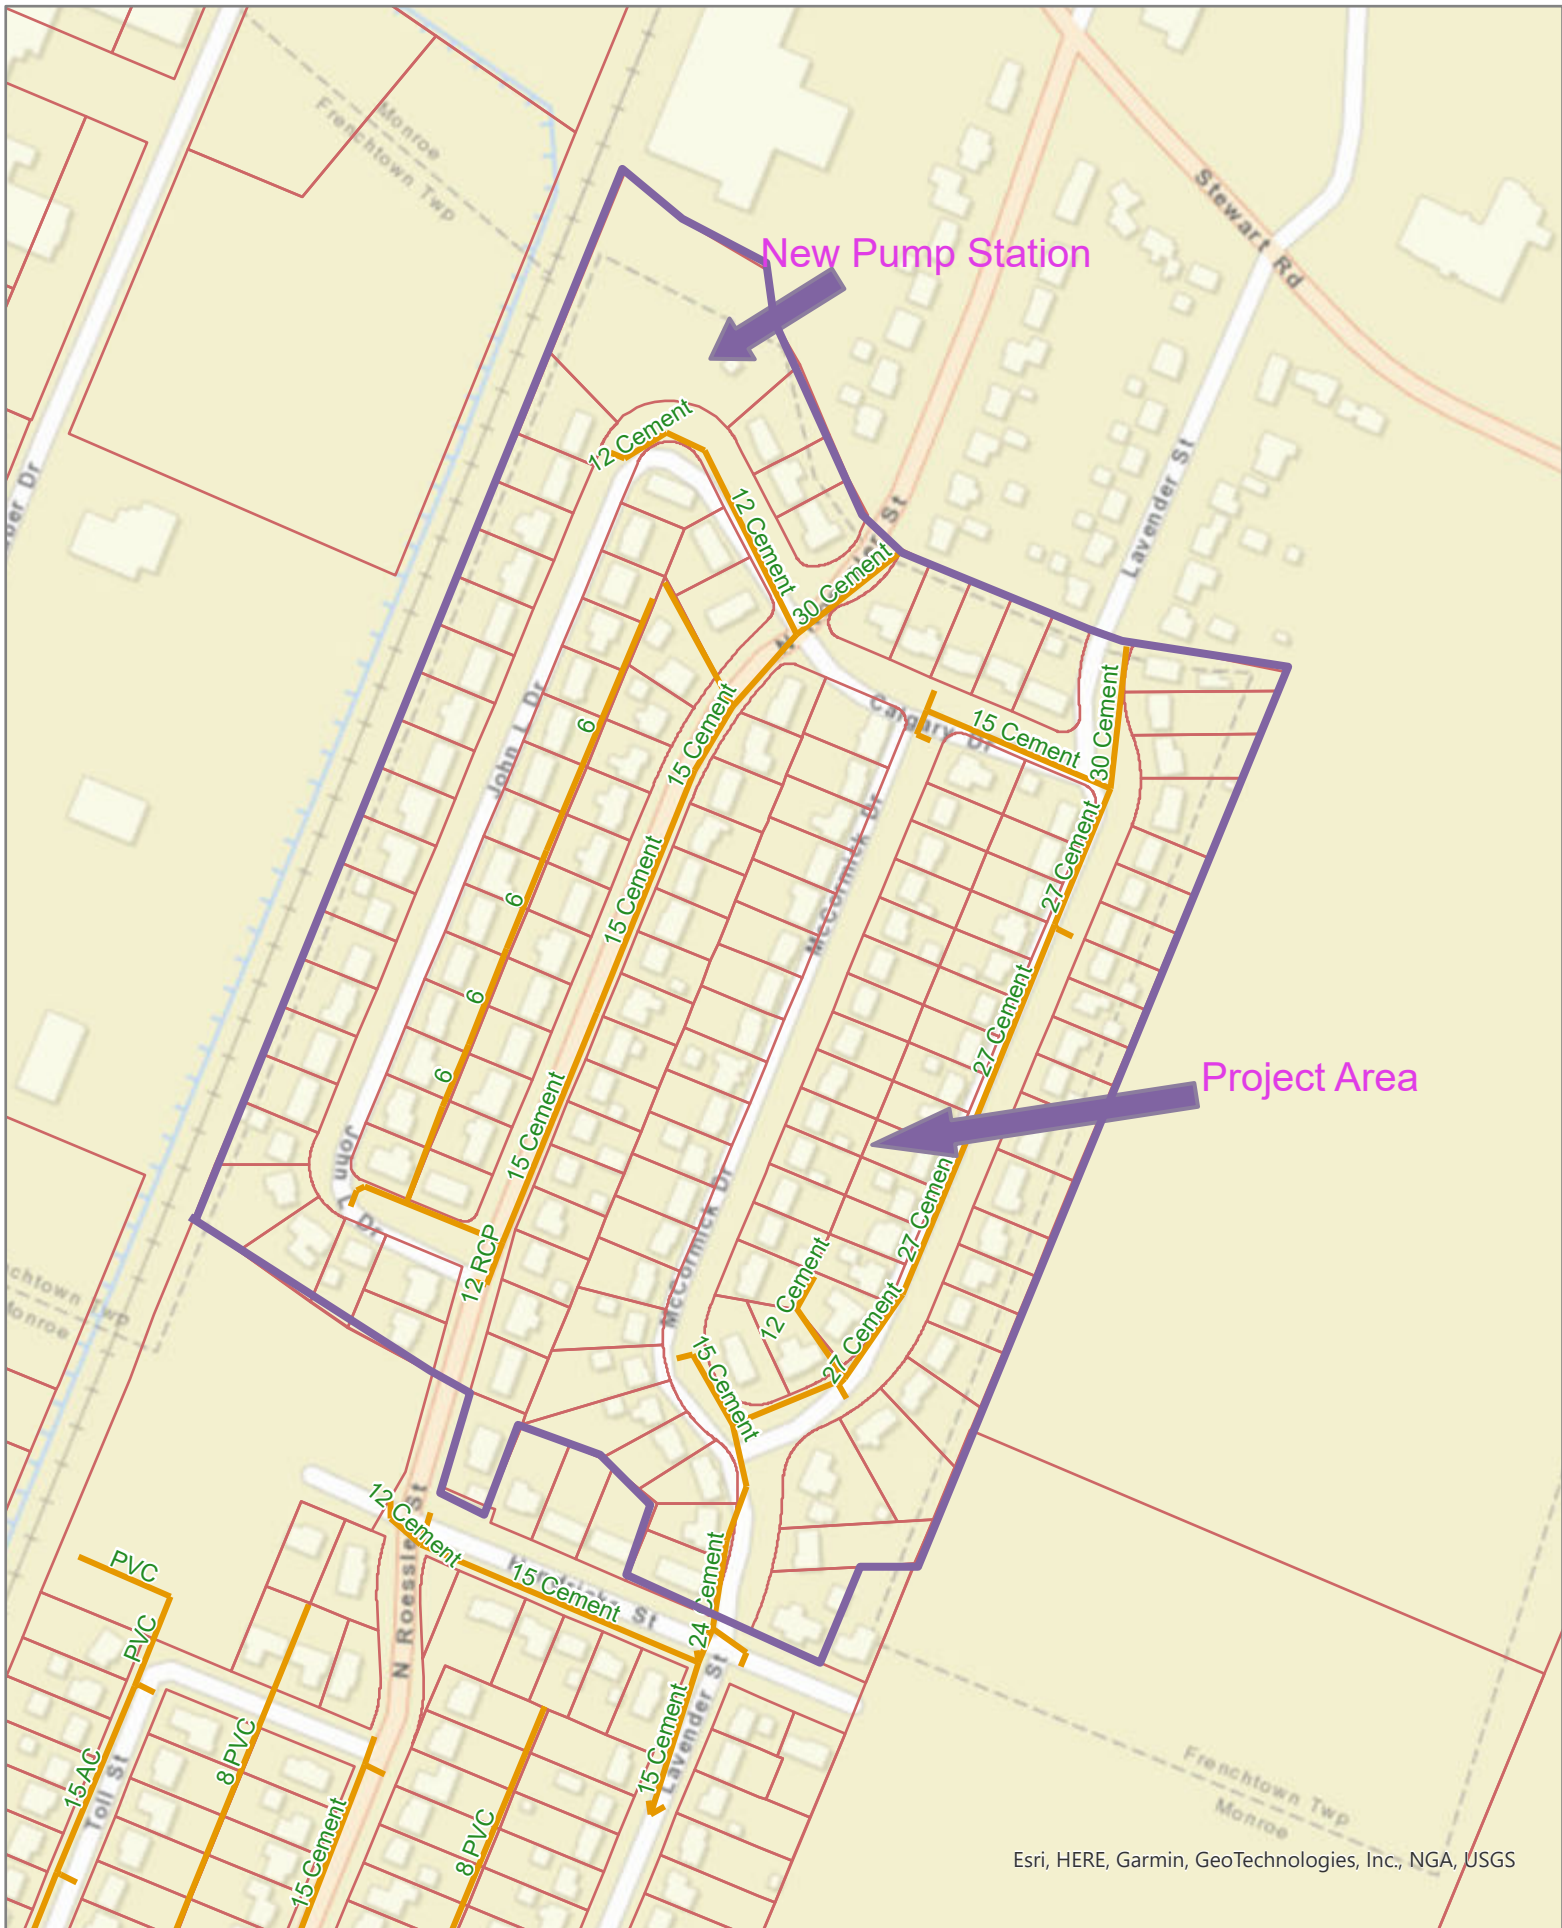 Monroe
Frenchtown Twp
Stewart Rd
New Pump Station
12 Cement
12 Cement
30 Cement
Lavender St
John L Dr
6
15 Cement
Calgary Dr
15 Cement
30 Cement
27 Cement
McCormick Dr
15 Cement
6
27 Cement
6
Project Area
6
15 Cement
John L Dr
McCormick Dr
27 Cemen
12 RCP
12 Cement
27 Cement
15 Cement
Monroe
12 Cement
N Roessler St
15 Cement
24 Cement
PVC
PVC
15 Cement
Lavender St
8 PVC
15 AC
Toll St
15 Cement
8 PVC
Frenchtown Twp
Monroe
Esri, HERE, Garmin, GeoTechnologies, Inc., NGA, USGS